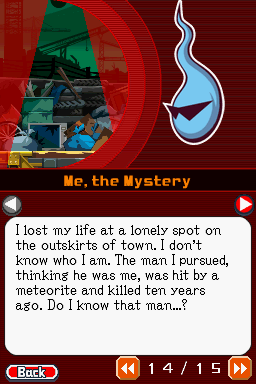 Me, the Mystery
I lost my life at a lonely spot on
the outskirts of town. I don't
know who I am. The man I pursued,
thinking he was me, was hit by a
meteorite and killed ten years
ago. Do I know that man...?
Back
14/15